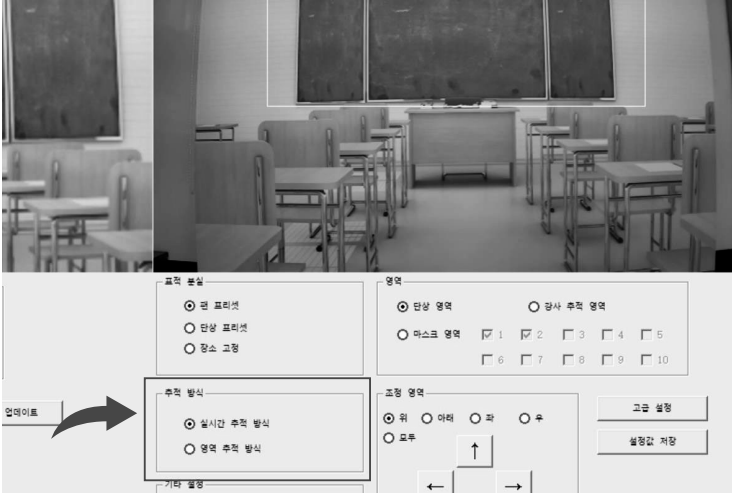 표적 분실
팬 프리셋
단상 프리셋
장소 고정
영역
단상 영역
강사 추적 영역
마스크 영역
1 2 3 4 5
6 7 8 9 10
업데이트
추적 방식
실시간 추적 방식
영역 추적 방식
조정 영역
위 아래 좌 우
모두
↑
← →
고급 설정
설정값 저장
기타 설정